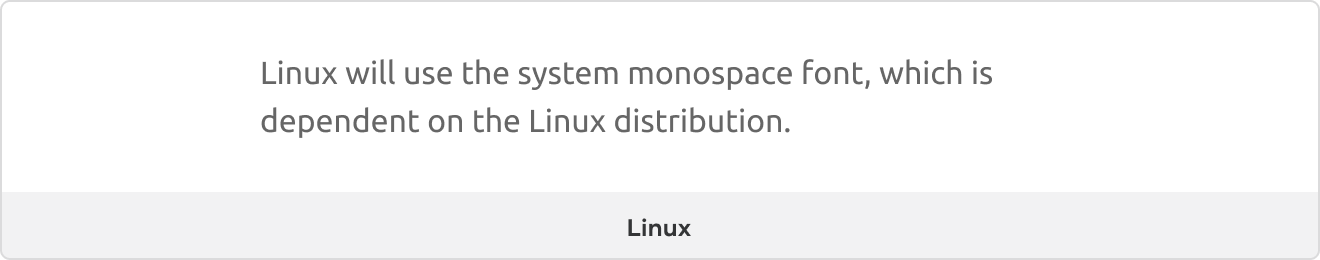 Linux will use the system monospace font, which is
dependent on the Linux distribution.
Linux